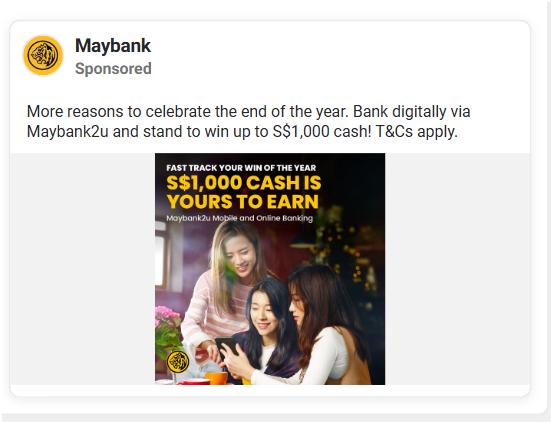 Maybank
Sponsored
More reasons to celebrate the end of the year. Bank digitally via
Maybank2u and stand to win up to S$1,000 cash! T&Cs apply.
FAST TRACK YOUR WIN OF THE YEAR
S$1,000 CASH IS
YOURS TO EARN
Maybank2u Mobile and Online Banking